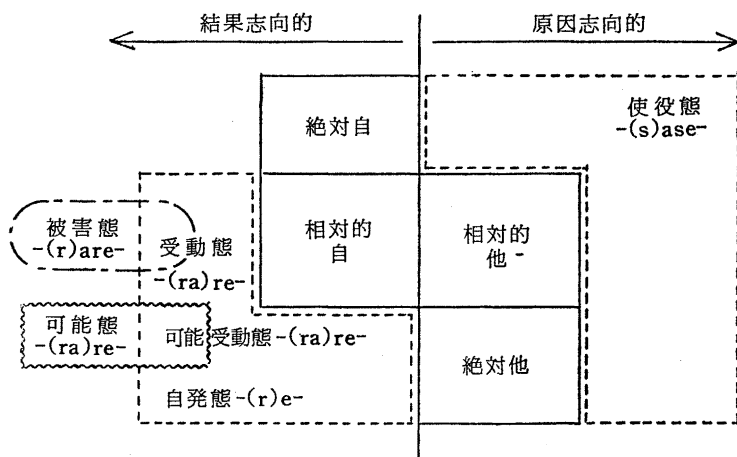 結果志向的
原因志向的
絶対自
使役態
-(s)ase-
被害態
-(r)are-
受動態
-(ra)re-
相対的
自
相対的
他
可能態
-(ra)re-
可能受動態-(ra)re-
絶対他
自発態-(r)e-